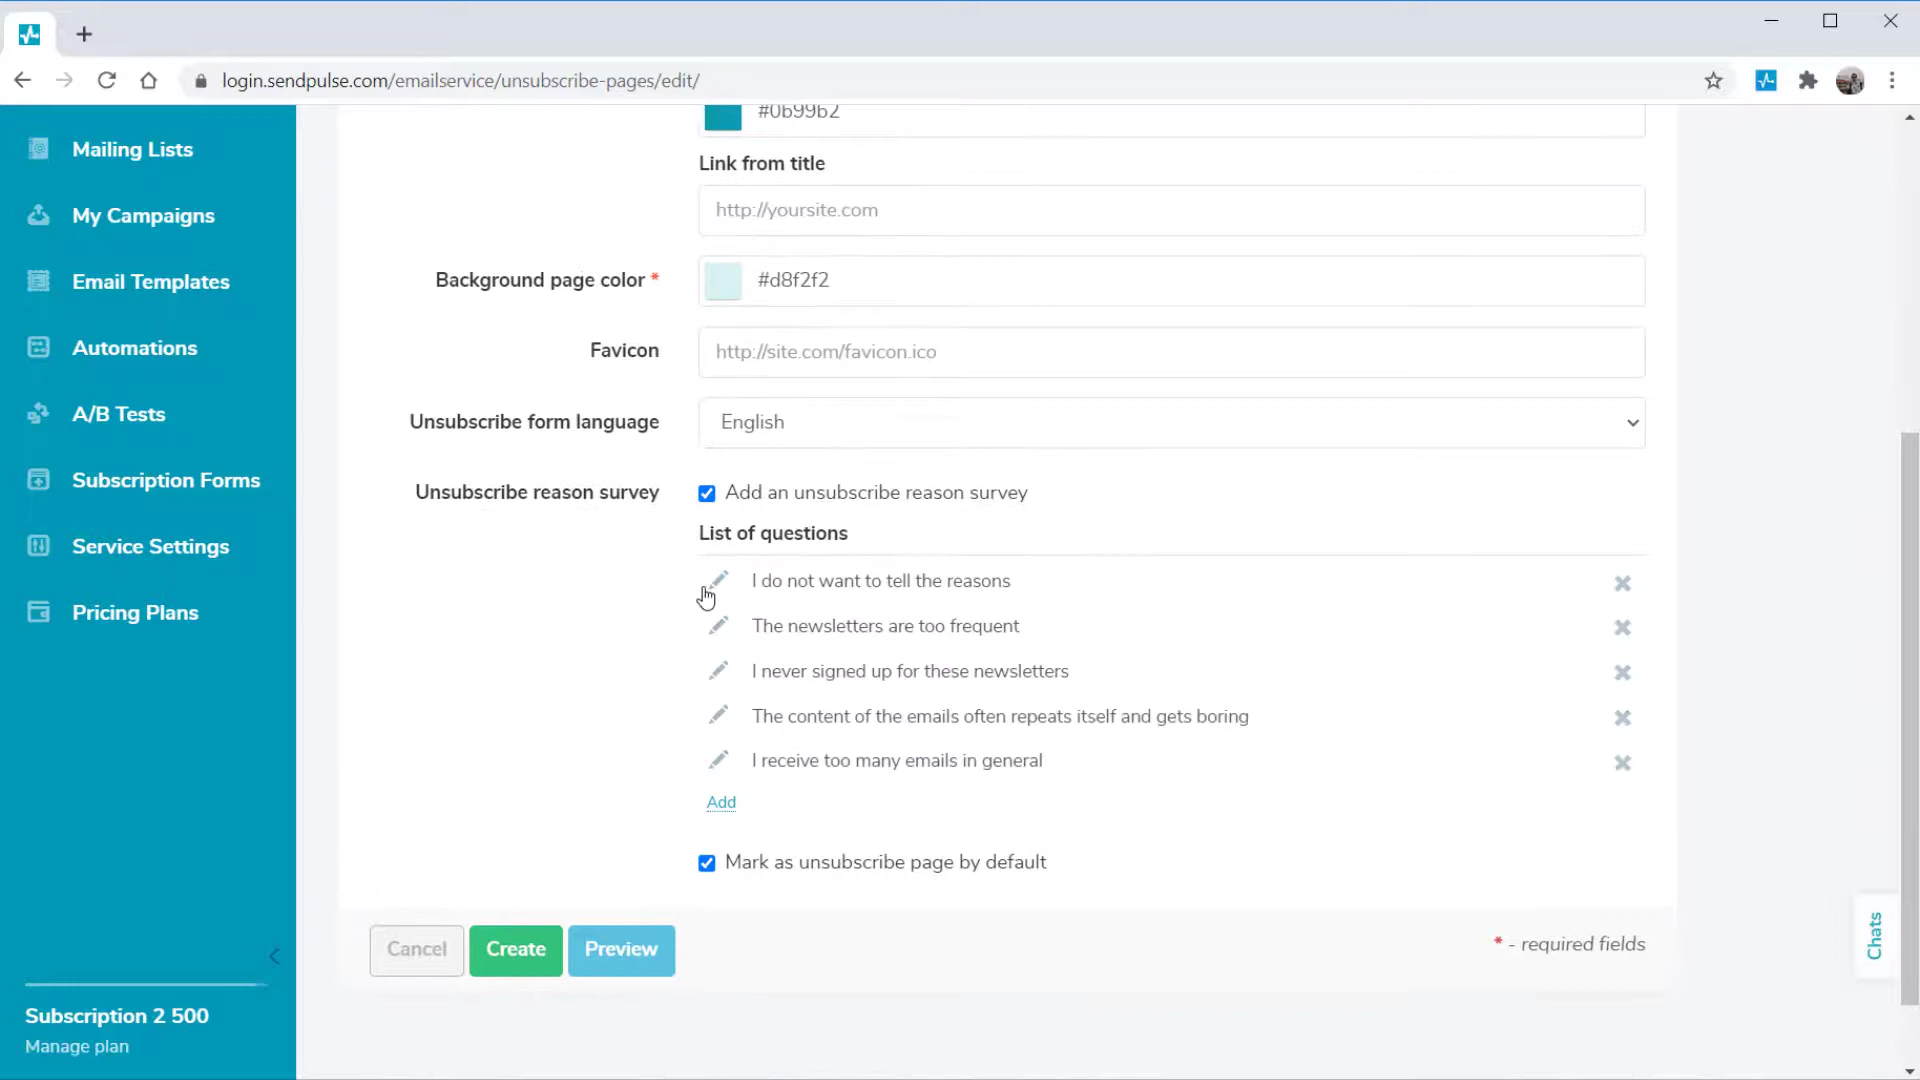 login.sendpulse.com/emailservice/unsubscribe-pages/edit/
Mailing Lists
My Campaigns
Email Templates
Automations
A/B Tests
Subscription Forms
Service Settings
Pricing Plans
Subscription 2 500
Manage plan
#0b99b2
Link from title
http://yoursite.com
Background page color *
#d8f2f2
Favicon
http://site.com/favicon.ico
Unsubscribe form language
English
Unsubscribe reason survey
Add an unsubscribe reason survey
List of questions
I do not want to tell the reasons
The newsletters are too frequent
I never signed up for these newsletters
The content of the emails often repeats itself and gets boring
I receive too many emails in general
Add
Mark as unsubscribe page by default
Cancel
Create
Preview
* - required fields
Chats